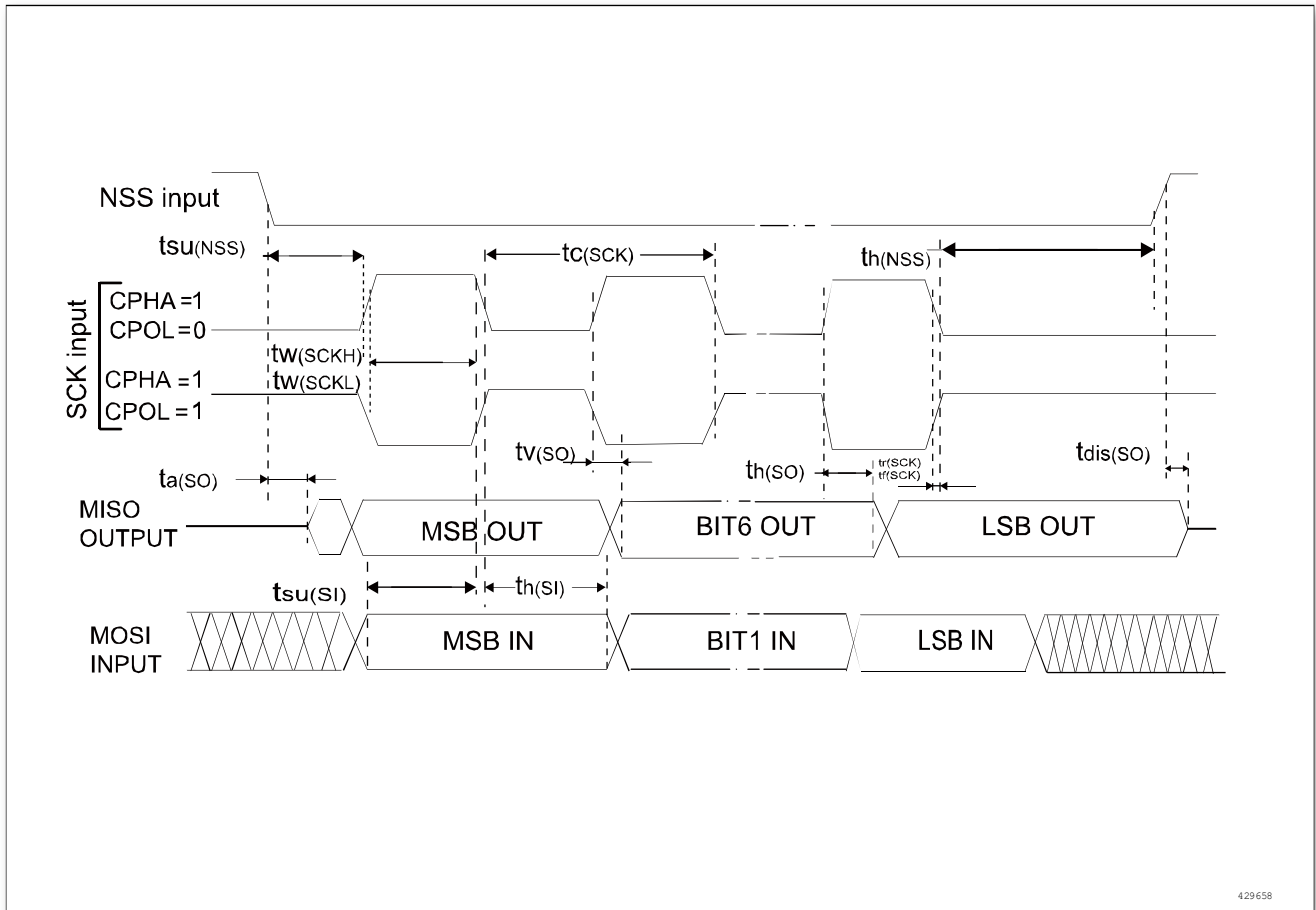 NSS input
tsu(NSS)
tc(SCK)
th(NSS)
SCK input
CPHA =1
CPOL=0
tw(SCKH)
tw(SCKL)
CPHA =1
CPOL =1
tv(SO)
th(SO)
tr(SCK)
tf(SCK)
tdis(SO)
ta(SO)
MISO
OUTPUT
MSB OUT
BIT6 OUT
LSB OUT
tsu(SI)
th(SI)
MOSI
INPUT
MSB IN
BIT1 IN
LSB IN
429658